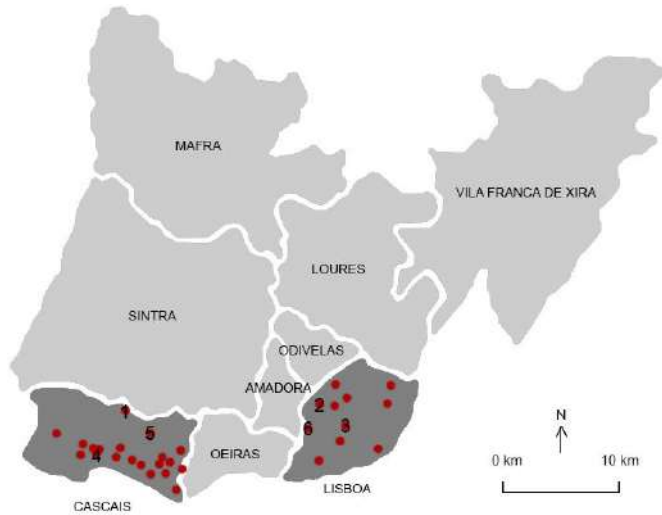 MAFRA
VILA FRANCA DE XIRA
LOURES
SINTRA
ODIVELAS
AMADORA
1
2
5
6
3
4
OEIRAS
CASCAIS
LISBOA
N
0 km
10 km